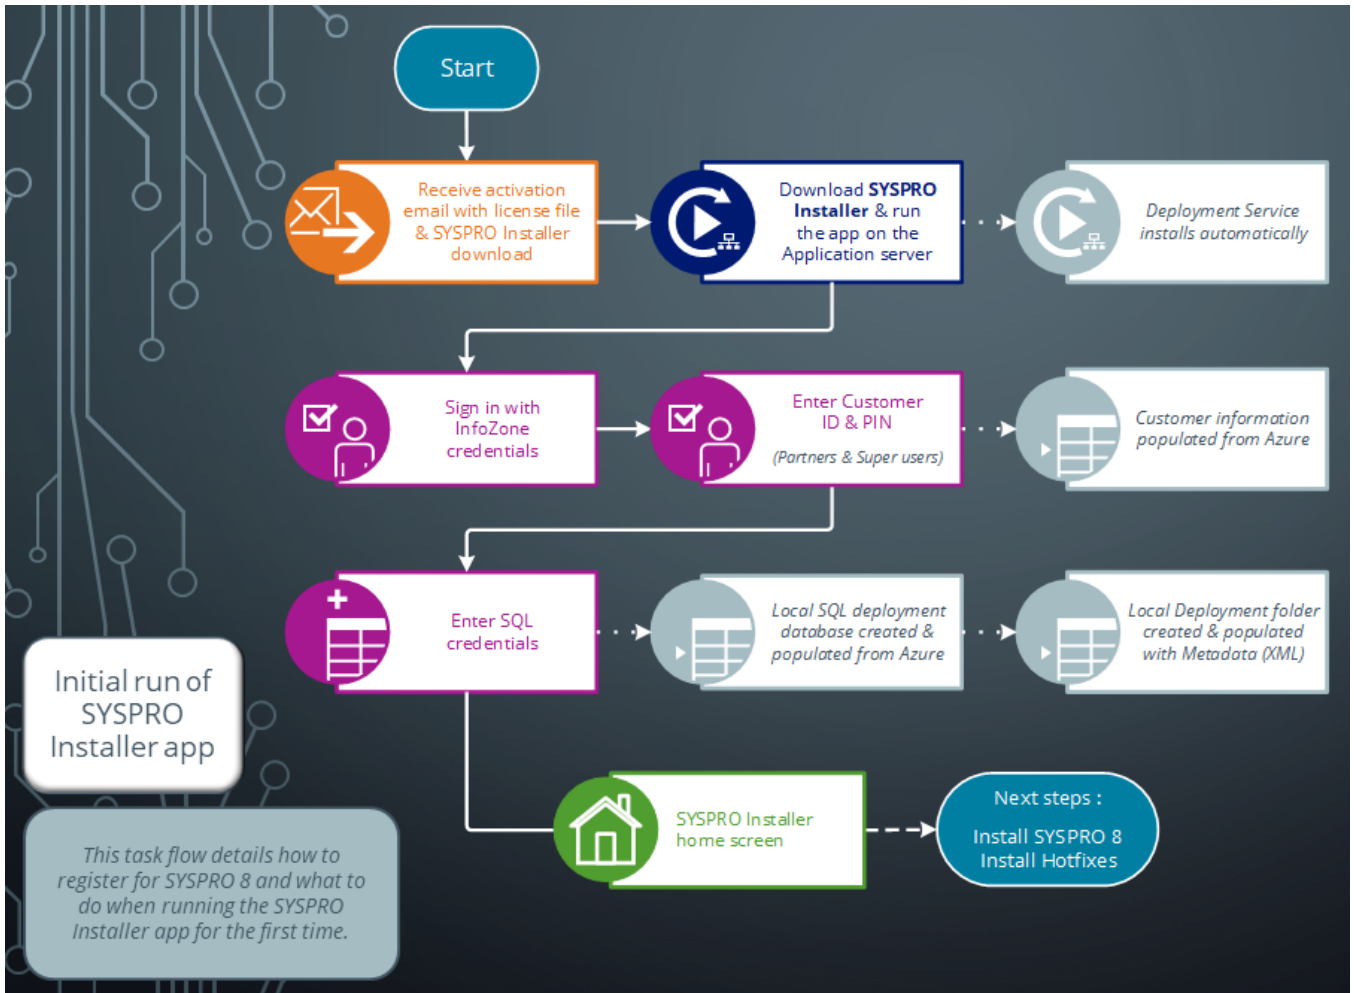 Start
Receive activation
email with license file
& SYSPRO Installer
download
Download SYSPRO
Installer & run
the app on the
Application server
Deployment Service
installs automatically
Sign in with
InfoZone
credentials
Enter Customer
ID & PIN
(Partners & Super users)
Customer information
populated from Azure
Enter SQL
credentials
Local SQL deployment
database created &
populated from Azure
Local Deployment folder
created & populated
with Metadata (XML)
Initial run of
SYSPRO
Installer app
SYSPRO Installer
home screen
Next steps :
Install SYSPRO 8
Install Hotfixes
This task flow details how to
register for SYSPRO 8 and what to
do when running the SYSPRO
Installer app for the first time.